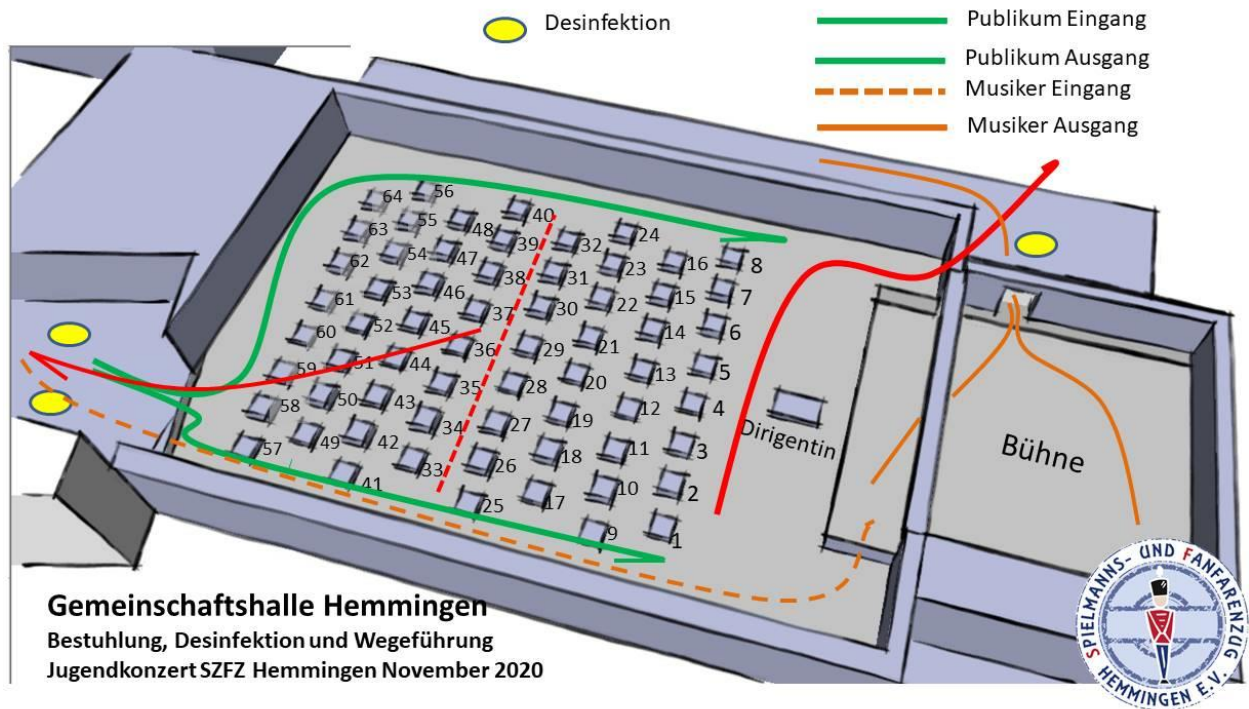 Desinfektion
Publikum Eingang
Publikum Ausgang
Musiker Eingang
Musiker Ausgang
64 56
63 55 48 40
62 54 47 39 32 24
61 53 46 38 31 23 16 8
60 52 45 37 30 22 15 7
59 51 44 36 29 21 14 6
58 50 43 35 28 20 13 5
57 49 42 34 27 19 12 4
41 33 26 18 11 3
25 17 10 2
9 1
Dirigentin
Bühne
Gemeinschaftshalle Hemmingen
Bestuhlung, Desinfektion und Wegeführung
Jugendkonzert SZFZ Hemmingen November 2020
SPIELMANNS- UND FANFARENZUG
HEMMINGEN E.V.